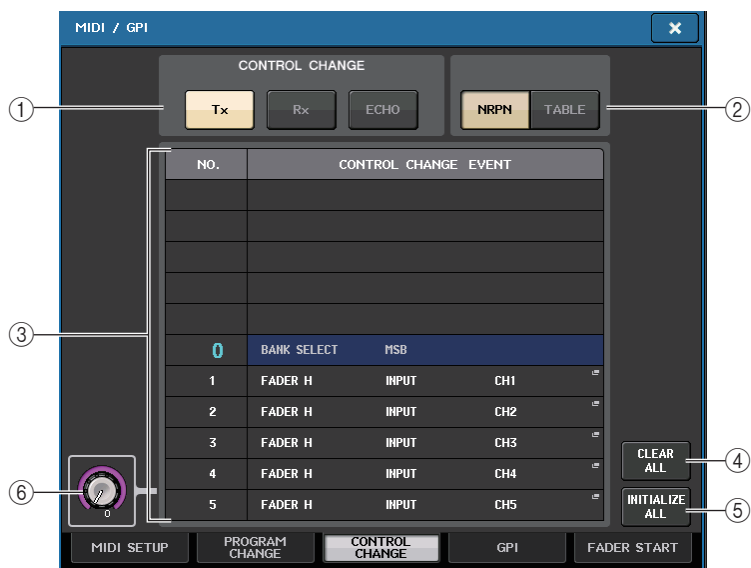 MIDI / GPI
CONTROL CHANGE
① Tx Rx ECHO NRPN TABLE ②
NO. CONTROL CHANGE EVENT
③ 0 BANK SELECT MSB
1 FADER H INPUT CH1
2 FADER H INPUT CH2
3 FADER H INPUT CH3
4 FADER H INPUT CH4
5 FADER H INPUT CH5
CLEAR
ALL ④
INITIALIZE
ALL ⑤
⑥ 0
MIDI SETUP
PROGRAM
CHANGE
CONTROL
CHANGE
GPI
FADER START